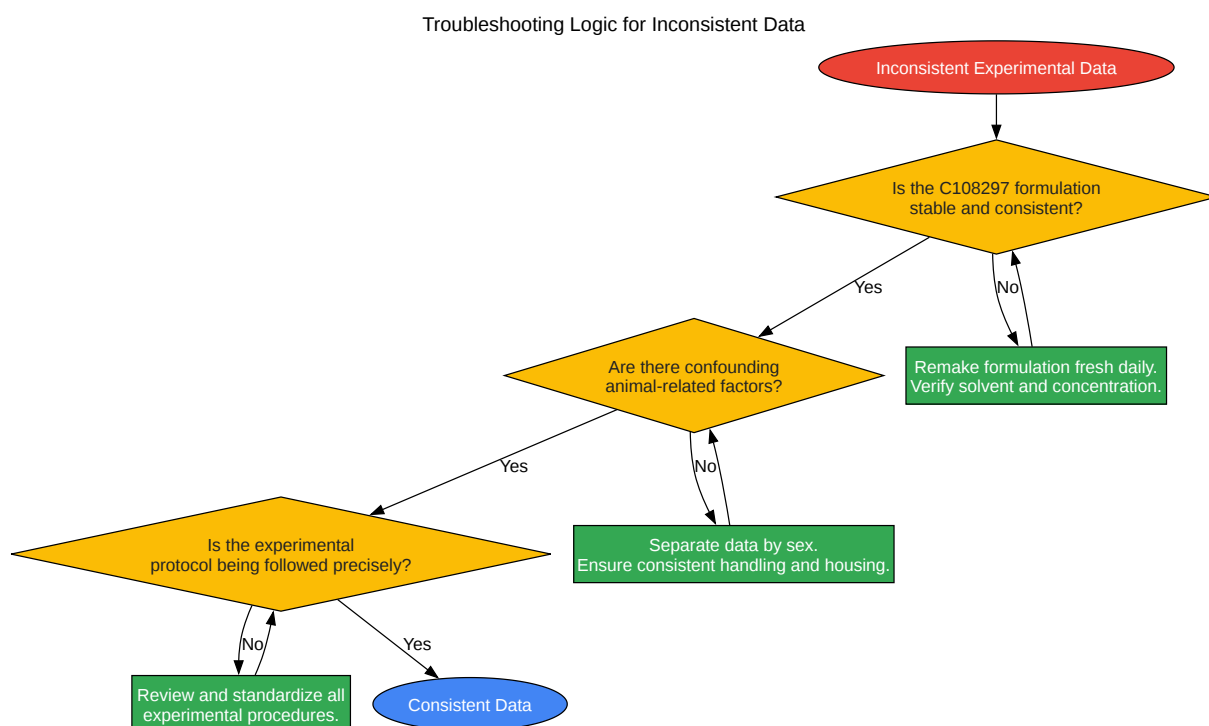 Troubleshooting Logic for Inconsistent Data
Inconsistent Experimental Data
Is the C108297 formulation
stable and consistent?
Yes
No
Are there confounding
animal-related factors?
Remake formulation fresh daily.
Verify solvent and concentration.
Yes
No
Is the experimental
protocol being followed precisely?
Separate data by sex.
Ensure consistent handling and housing.
No
Yes
Review and standardize all
experimental procedures.
Consistent Data